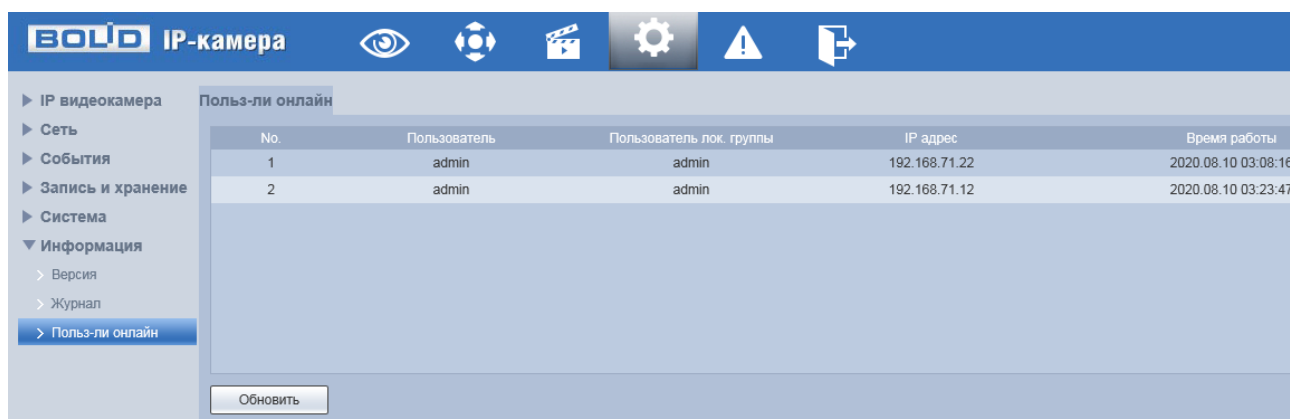 BOLID IP-камера
IP видеокамера
Сеть
События
Запись и хранение
Система
Информация
Версия
Журнал
Польз-ли онлайн
Польз-ли онлайн
No. Пользователь Пользователь лок. группы IP адрес Время работы
1 admin admin 192.168.71.22 2020.08.10 03:08:16
2 admin admin 192.168.71.12 2020.08.10 03:23:47
Обновить